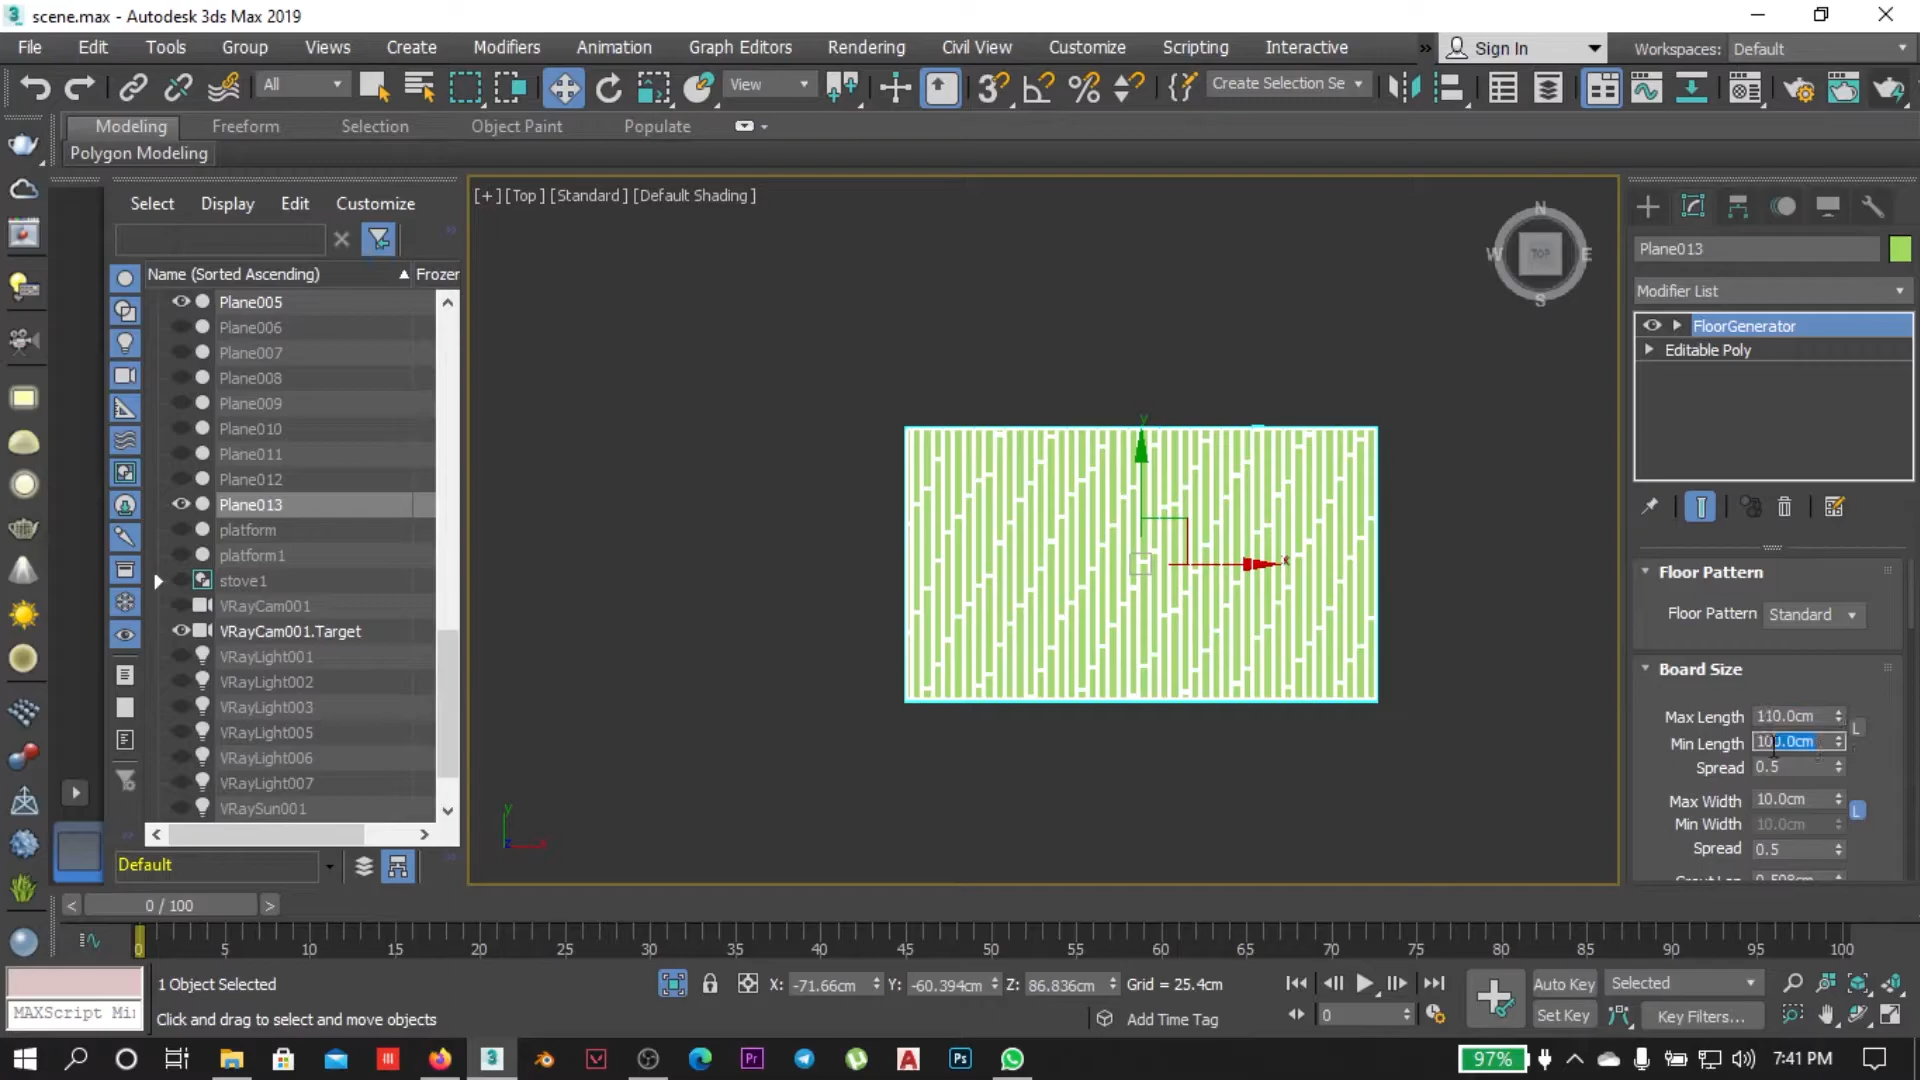 scene.max - Autodesk 3ds Max 2019
File Edit Tools Group Views Create Modifiers Animation Graph Editors Rendering Civil View Customize Scripting Interactive » Sign In Workspaces: Default
All View Create Selection Se
Modeling Freeform Selection Object Paint Populate
Polygon Modeling
Select Display Edit Customize
Name (Sorted Ascending) Frozen
Plane005
Plane006
Plane007
Plane008
Plane009
Plane010
Plane011
Plane012
Plane013
platform
platform1
stove1
VRayCam001
VRayCam001.Target
VRayLight001
VRayLight002
VRayLight003
VRayLight005
VRayLight006
VRayLight007
VRaySun001
Default
[+] [Top] [Standard] [Default Shading]
N
W TOP E
S
y
x
y
Plane013
Modifier List
FloorGenerator
Editable Poly
Floor Pattern
Floor Pattern Standard
Board Size
Max Length 110.0cm
L
Min Length 100.0cm
Spread 0.5
Max Width 10.0cm
L
Min Width 10.0cm
Spread 0.5
< 0 / 100 >
0 5 10 15 20 25 30 35 40 45 50 55 60 65 70 75 80 85 90 95 100
1 Object Selected X: -71.66cm Y: -60.394cm Z: 86.836cm Grid = 25.4cm Auto Key Selected
MAXScript Mi
Click and drag to select and move objects Add Time Tag 0 Set Key Key Filters...
97% 7:41 PM